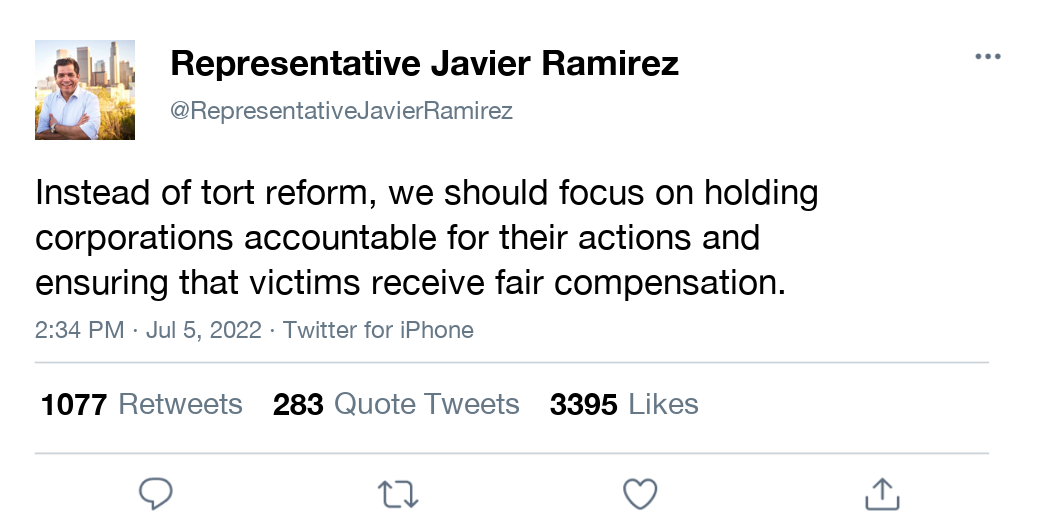 Representative Javier Ramirez
@RepresentativeJavierRamirez
Instead of tort reform, we should focus on holding
corporations accountable for their actions and
ensuring that victims receive fair compensation.
2:34 PM · Jul 5, 2022 · Twitter for iPhone
1077 Retweets 283 Quote Tweets 3395 Likes